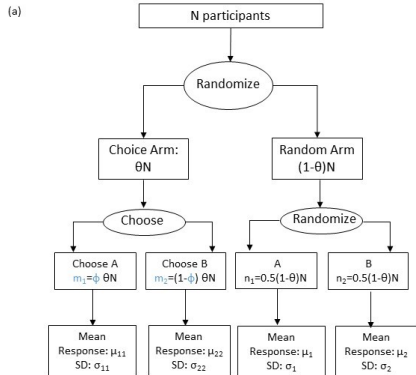 (a)
N participants
Randomize
Choice Arm:
θN
Random Arm
(1-θ)N
Choose
Randomize
Choose A
m₁=ϕ θN
Choose B
m₂=(1-ϕ) θN
A
n₁=0.5(1-θ)N
B
n₂=0.5(1-θ)N
Mean
Response: μ₁₁
SD: σ₁₁
Mean
Response: μ₂₂
SD: σ₂₂
Mean
Response: μ₁
SD: σ₁
Mean
Response: μ₂
SD: σ₂